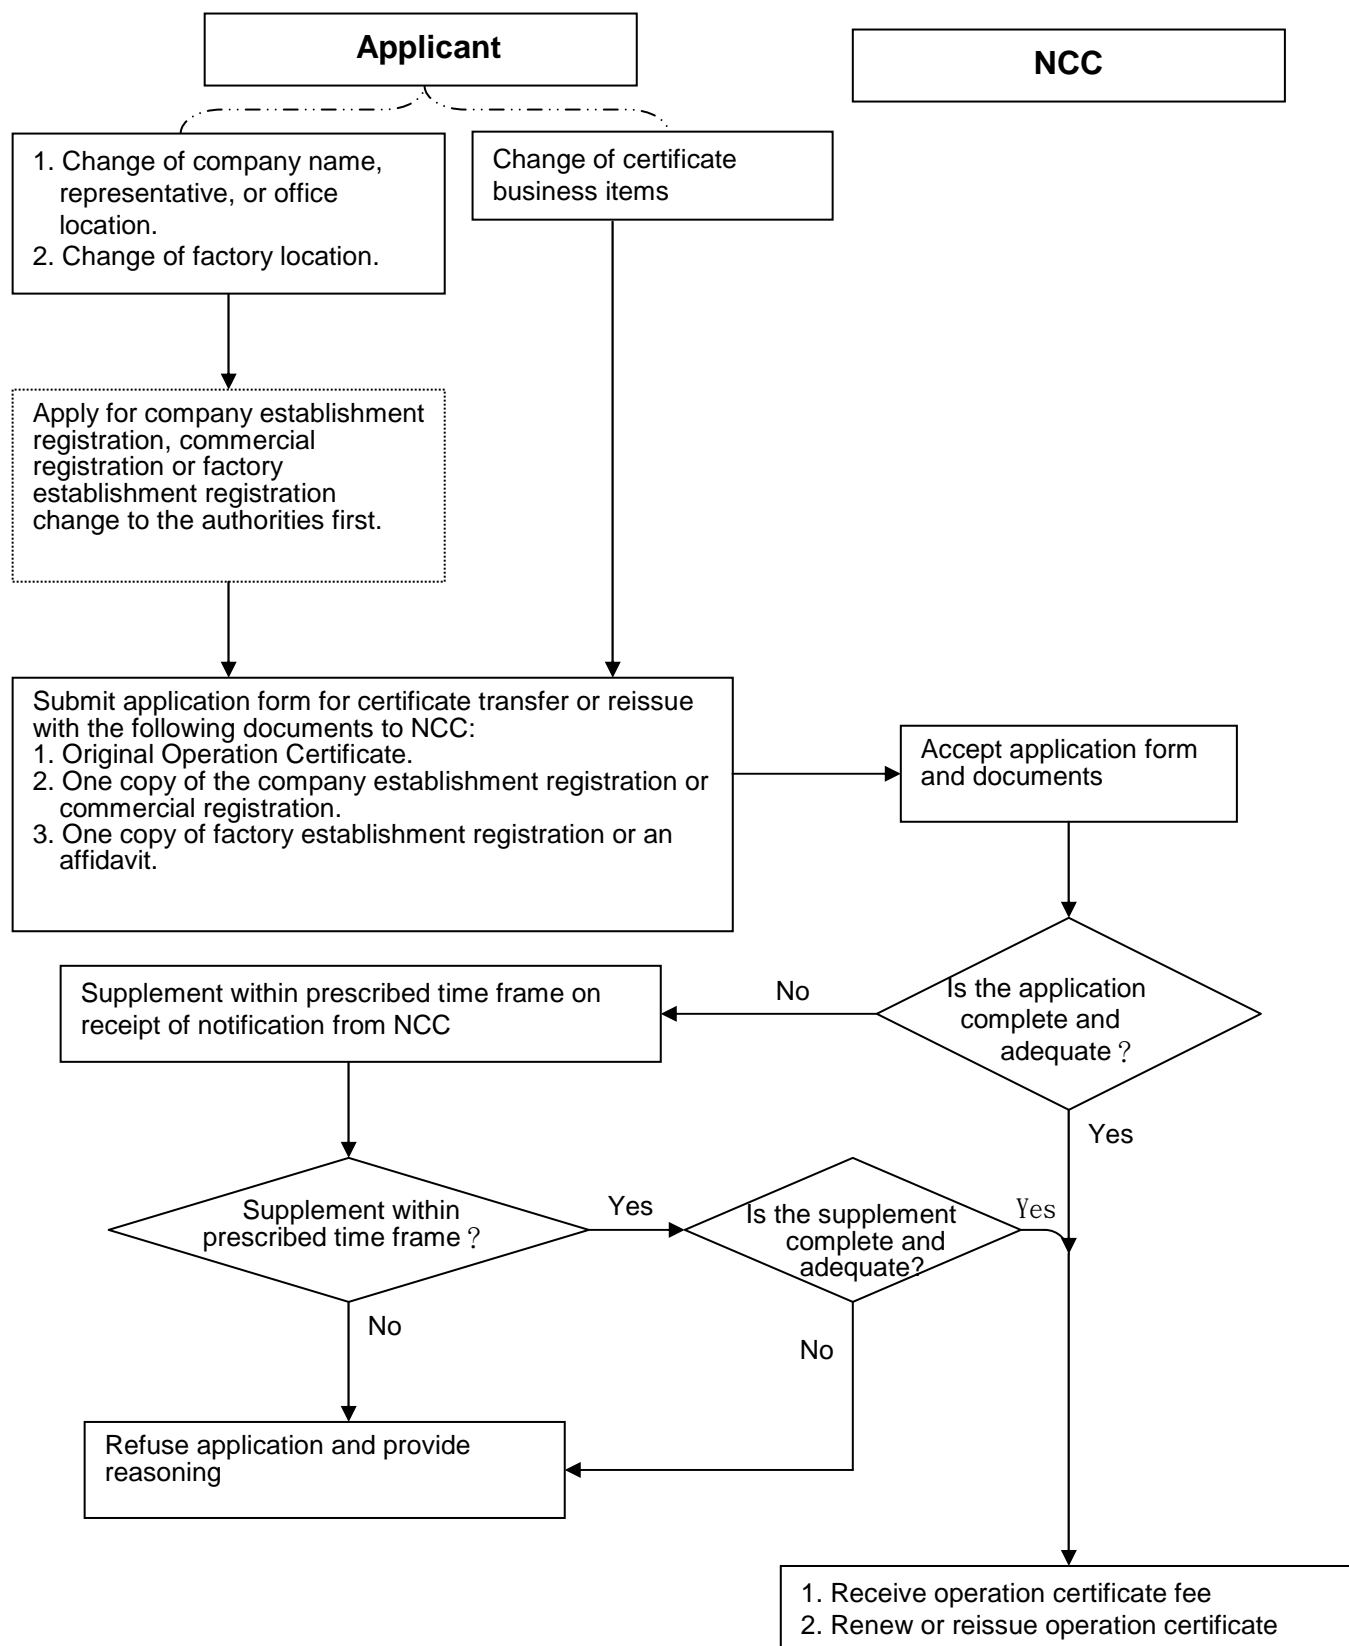 Applicant
NCC
1. Change of company name,
representative, or office
location.
2. Change of factory location.
Change of certificate
business items
Apply for company establishment
registration, commercial
registration or factory
establishment registration
change to the authorities first.
Submit application form for certificate transfer or reissue
with the following documents to NCC:
1. Original Operation Certificate.
2. One copy of the company establishment registration or
commercial registration.
3. One copy of factory establishment registration or an
affidavit.
Accept application form
and documents
Supplement within prescribed time frame on
receipt of notification from NCC
No
Is the application
complete and
adequate？
Yes
Supplement within
prescribed time frame？
Yes
Is the supplement
complete and
adequate?
Yes
No
No
Refuse application and provide
reasoning
1. Receive operation certificate fee
2. Renew or reissue operation certificate